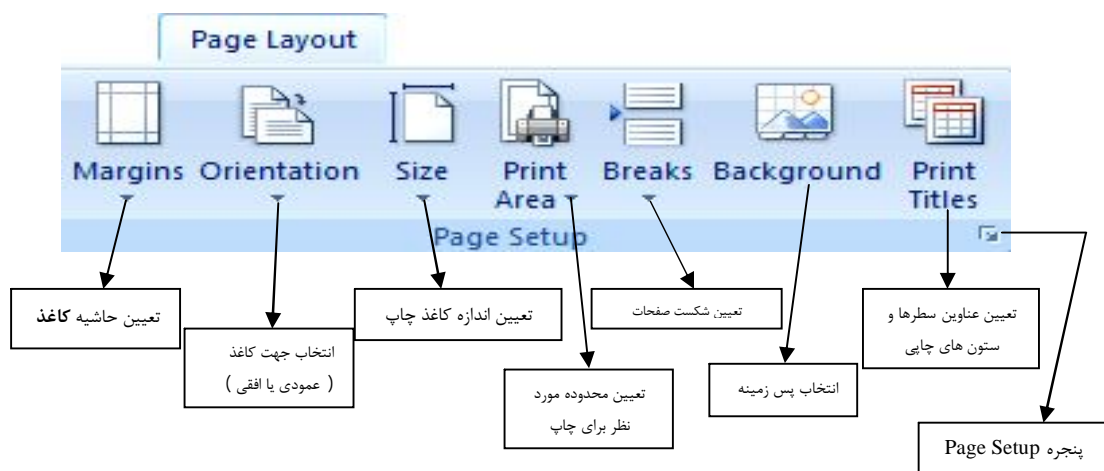 Page Layout
Margins
Orientation
Size
Print
Area
Breaks
Background
Print
Titles
Page Setup
تعیین حاشیه کاغذ
انتخاب جهت کاغذ
( عمودی یا افقی )
تعیین اندازه کاغذ چاپ
تعیین محدوده مورد
نظر برای چاپ
تعیین شکست صفحات
انتخاب پس زمینه
تعیین عناوین سطرها و
ستون های چاپی
پنجره Page Setup